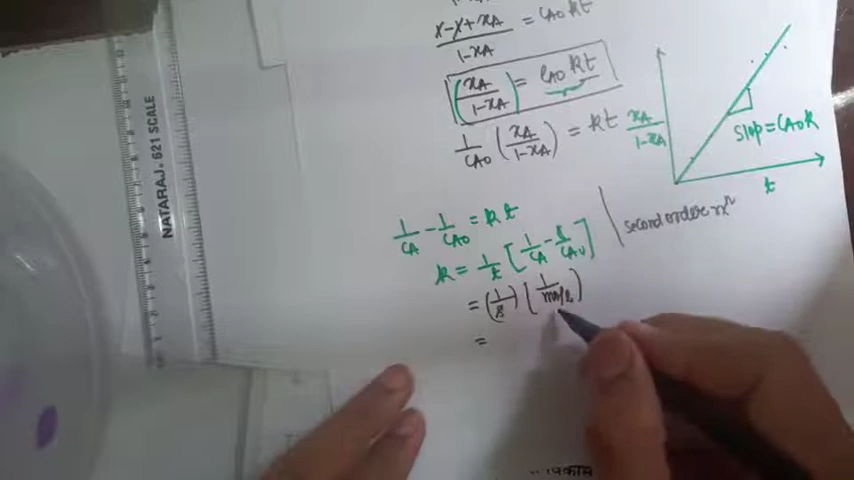 x-x+xA / 1-xA = CA0 kt
(xA / 1-xA) = CA0 kt
1/CA0 (xA / 1-xA) = kt
xA / 1-xA
slop = CA0k
t
1/CA - 1/CA0 = kt
second order rxn
k = 1/t [1/CA - 1/CA0]
= (1/s) (1 / mol/l)
=
NATARAJ. 621 SCALE